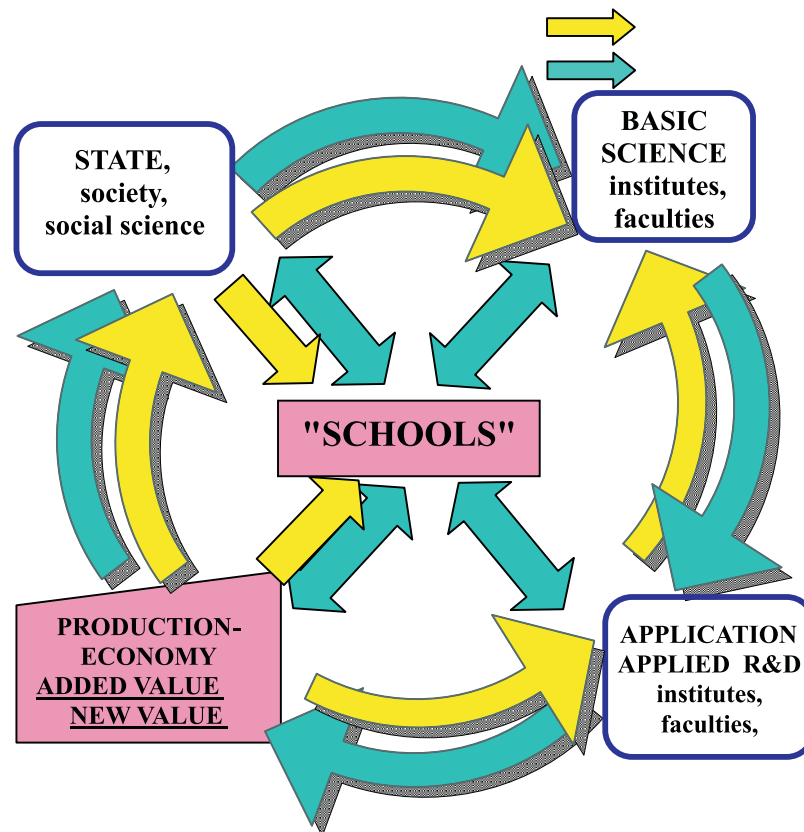 STATE,
society,
social science
BASIC
SCIENCE
institutes,
faculties
"SCHOOLS"
PRODUCTION-
ECONOMY
ADDED VALUE
NEW VALUE
APPLICATION
APPLIED R&D
institutes,
faculties,